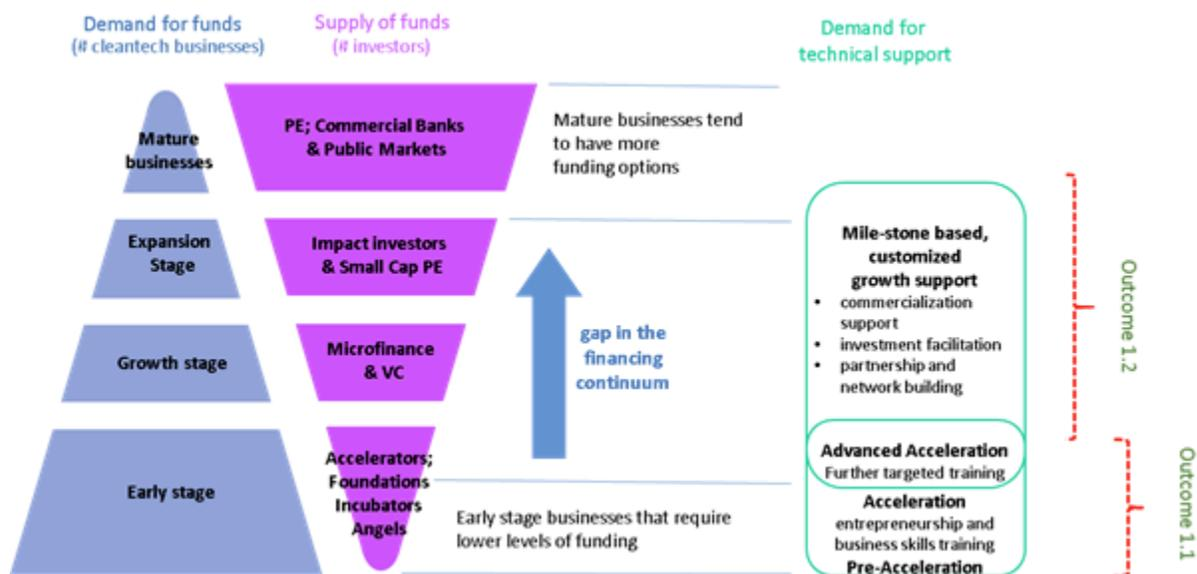 Demand for funds
(# cleantech businesses)
Supply of funds
(# investors)
Demand for
technical support
Mature
businesses
PE; Commercial Banks
& Public Markets
Mature businesses tend
to have more
funding options
Expansion
Stage
Impact investors
& Small Cap PE
Growth stage
Microfinance
& VC
gap in the
financing
continuum
Early stage
Accelerators;
Foundations
Incubators
Angels
Early stage businesses that require
lower levels of funding
Mile-stone based,
customized
growth support
• commercialization
support
• investment facilitation
• partnership and
network building
Advanced Acceleration
Further targeted training
Acceleration
entrepreneurship and
business skills training
Pre-Acceleration
Outcome 1.2
Outcome 1.1